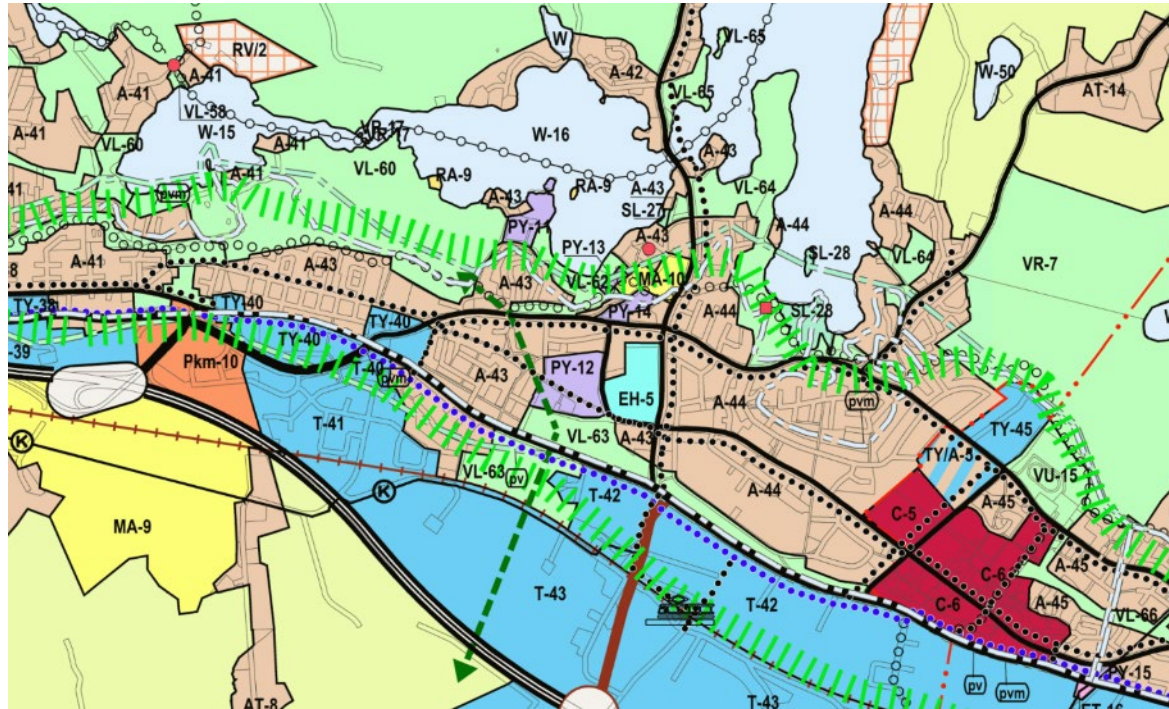 VL-65
W
RV/2
A-42
A-41
A-41
W-50
AT-14
VL-65
VL-58
A-41
W-15
VR-17
W-16
VL-60
A-41
VL-60
A-43
A-41
RA-9
RA-9
A-43
VL-64
pvm
A-43
SL-27
A-44
A-44
PY-1
A-43
A-41
A-43
PY-13
SL-28
VL-64
VR-7
A-43
VL-62
MA-10
TY-38
TY-40
PY-14
A-44
SL-28
TY-40
TY-40
39
Pkm-10
T-40
pvm
A-43
PY-12
EH-5
A-44
pvm
T-41
TY-45
VL-63
A-43
TY/A-5
K
VL-63
pv
VU-15
K
T-42
A-44
A-45
C-5
MA-9
C-6
A-45
T-43
T-42
C-6
A-45
VL-66
PY-15
pv
pvm
AT-8
T-43
ET-16